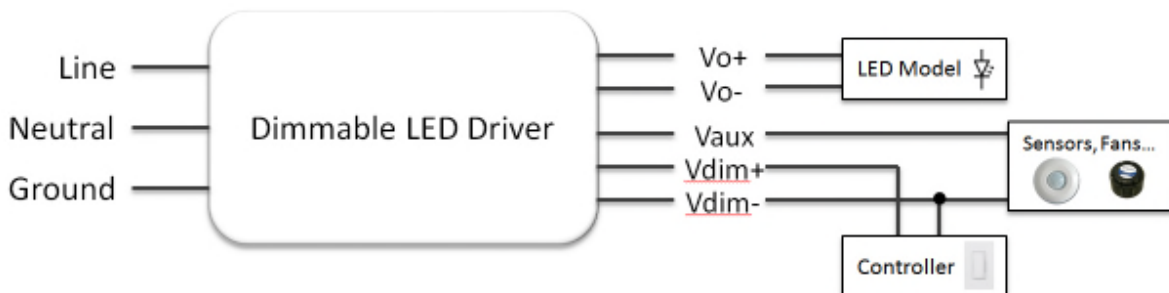 Line
Neutral
Ground
Dimmable LED Driver
Vo+
Vo-
Vaux
Vdim+
Vdim-
LED Model
Sensors, Fans...
Controller